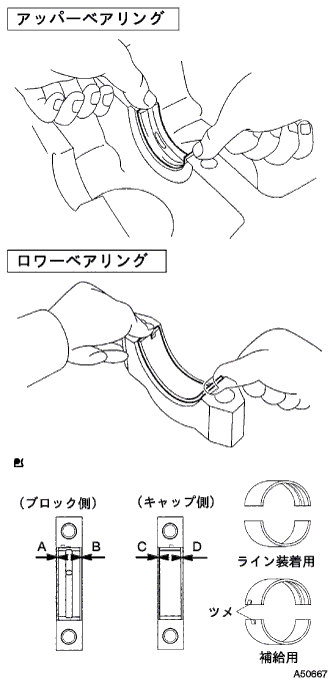 アッパーベアリング
ロワーベアリング
(ブロック側)
(キャップ側)
A
B
C
D
ライン装着用
ツメ
補給用
A50667